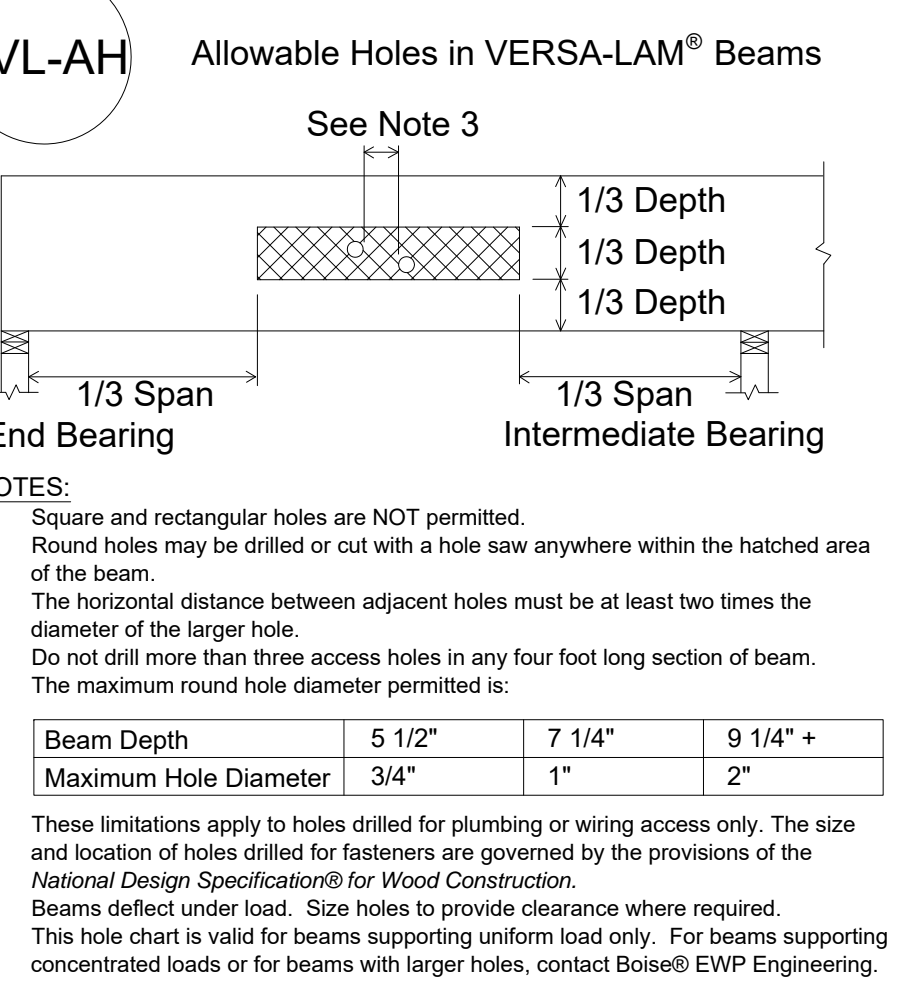 VL-AH
Allowable Holes in VERSA-LAM® Beams
See Note 3
1/3 Depth
1/3 Depth
1/3 Depth
1/3 Span
1/3 Span
End Bearing
Intermediate Bearing
OTES:
Square and rectangular holes are NOT permitted.
Round holes may be drilled or cut with a hole saw anywhere within the hatched area
of the beam.
The horizontal distance between adjacent holes must be at least two times the
diameter of the larger hole.
Do not drill more than three access holes in any four foot long section of beam.
The maximum round hole diameter permitted is:
Beam Depth 5 1/2" 7 1/4" 9 1/4" +
Maximum Hole Diameter 3/4" 1" 2"
These limitations apply to holes drilled for plumbing or wiring access only. The size
and location of holes drilled for fasteners are governed by the provisions of the
National Design Specification® for Wood Construction.
Beams deflect under load. Size holes to provide clearance where required.
This hole chart is valid for beams supporting uniform load only. For beams supporting
concentrated loads or for beams with larger holes, contact Boise® EWP Engineering.